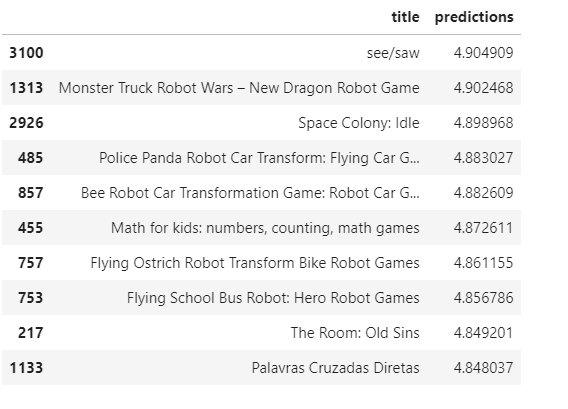 title predictions
3100 see/saw 4.904909
1313 Monster Truck Robot Wars – New Dragon Robot Game 4.902468
2926 Space Colony: Idle 4.898968
485 Police Panda Robot Car Transform: Flying Car G... 4.883027
857 Bee Robot Car Transformation Game: Robot Car G... 4.882609
455 Math for kids: numbers, counting, math games 4.872611
757 Flying Ostrich Robot Transform Bike Robot Games 4.861155
753 Flying School Bus Robot: Hero Robot Games 4.856786
217 The Room: Old Sins 4.849201
1133 Palavras Cruzadas Diretas 4.848037